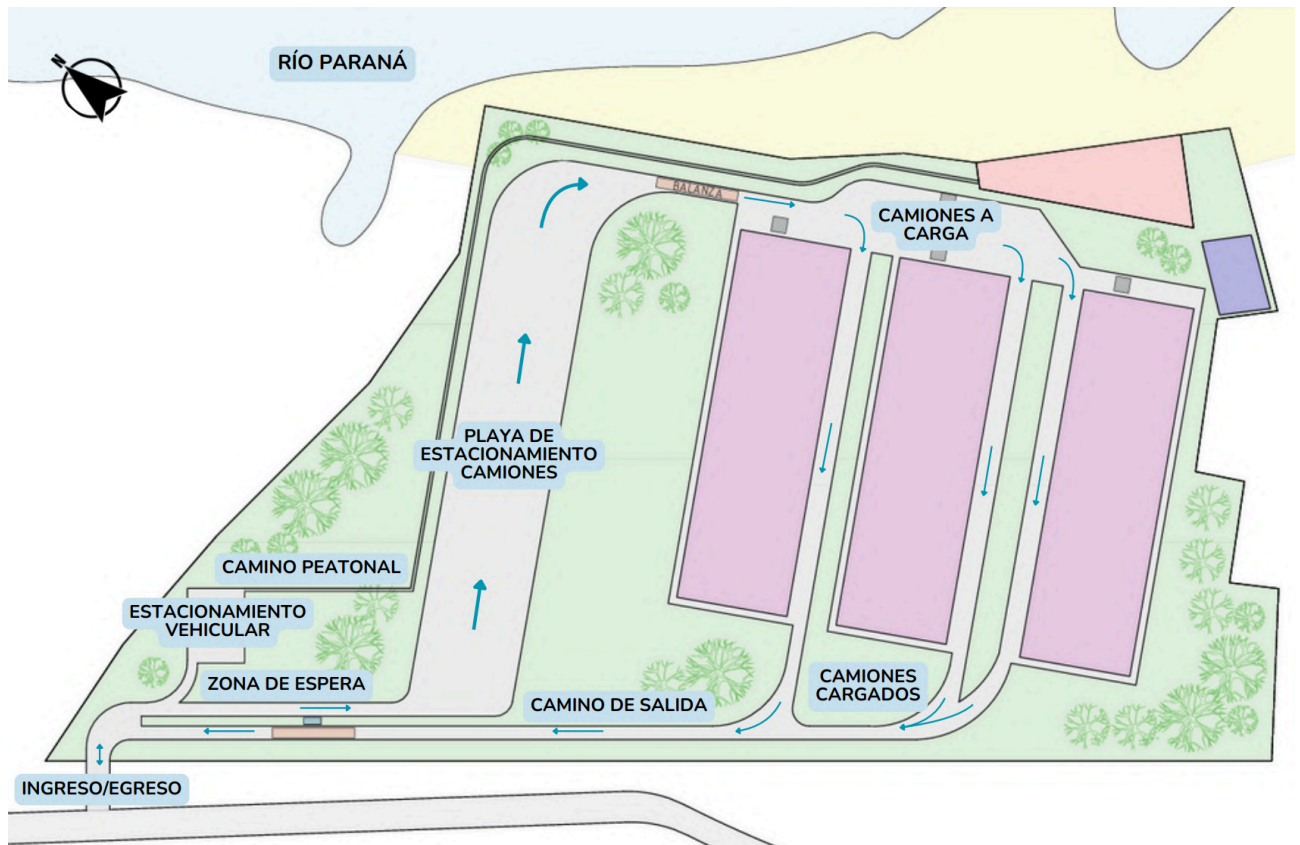 N
RÍO PARANÁ
BALANZA
CAMIONES A
CARGA
PLAYA DE
ESTACIONAMIENTO
CAMIONES
CAMINO PEATONAL
ESTACIONAMIENTO
VEHICULAR
ZONA DE ESPERA
CAMINO DE SALIDA
CAMIONES
CARGADOS
INGRESO/EGRESO